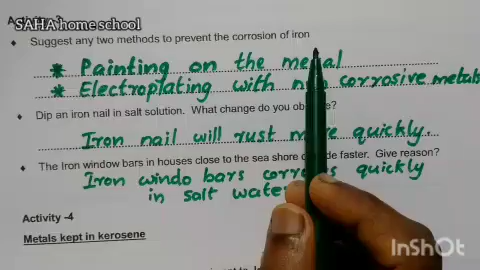 SAHA home school
♦ Suggest any two methods to prevent the corrosion of iron
* Painting on the metal
* Electroplating with non corrosive metals
♦ Dip an iron nail in salt solution. What change do you ?
Iron nail will rust more quickly.
♦ The Iron window bars in houses close to the sea shore faster. Give reason?
Iron windo bars quickly
in salt water
Activity -4
Metals kept in kerosene
InShot